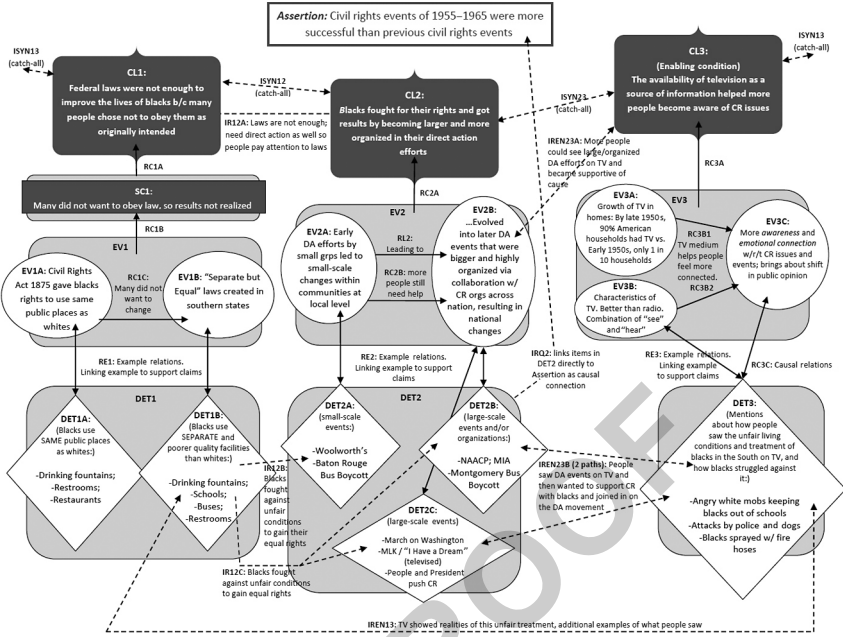 Assertion: Civil rights events of 1955–1965 were more
successful than previous civil rights events
ISYN13
(catch-all)
CL1:
Federal laws were not enough to
improve the lives of blacks b/c many
people chose not to obey them as
originally intended
ISYN12
(catch-all)
IR12A: Laws are not enough;
need direct action as well so
people pay attention to laws
CL2:
Blacks fought for their rights and got
results by becoming larger and more
organized in their direct action
efforts
ISYN23
(catch-all)
CL3:
(Enabling condition)
The availability of television as a
source of information helped more
people become aware of CR issues
ISYN13
(catch-all)
IREN23A: More people
could see large/organized
DA efforts on TV and
became supportive of
cause
RC1A
RC2A
RC3A
SC1:
Many did not want to obey law, so results not realized
RC1B
EV1
EV1A: Civil Rights
Act 1875 gave blacks
rights to use same
public places as
whites
RC1C:
Many did
not want to
change
EV1B: "Separate but
Equal" laws created in
southern states
EV2
EV2A: Early
DA efforts by
small grps led to
small-scale
changes within
communities at
local level
RL2:
Leading to
RC2B: more
people still
need help
EV2B:
...Evolved
into later DA
events that were
bigger and highly
organized via
collaboration w/
CR orgs across
nation, resulting in
national
changes
EV3
EV3A:
Growth of TV in
homes: By late 1950s,
90% American
households had TV vs.
Early 1950s, only 1 in
10 households
RC3B1
TV medium
helps people
feel more
connected.
RC3B2
EV3B:
Characteristics of
TV. Better than radio.
Combination of "see"
and "hear"
EV3C:
More awareness and
emotional connection
w/r/t CR issues and
events; brings about shift
in public opinion
RE1: Example relations.
Linking example to support
claims
RE2: Example relations.
Linking example to support
claims
IRQ2: links items in
DET2 directly to
Assertion as causal
connection
RE3: Example relations.
Linking example
to support claims
RC3C: Causal relations
DET1
DET1A:
(Blacks use
SAME public places
as whites:)
-Drinking fountains;
-Restrooms;
-Restaurants
DET1B:
(Blacks use
SEPARATE and
poorer quality facilities
than whites:)
-Drinking fountains;
-Schools;
-Buses;
-Restrooms
IR12B:
Blacks
fought
against
unfair
conditions
to gain their
equal rights
IR12C: Blacks fought
against unfair conditions
to gain equal rights
DET2
DET2A:
(small-scale
events:)
-Woolworth's
-Baton Rouge
Bus Boycott
DET2B:
(large-scale
events and/or
organizations:)
-NAACP; MIA
-Montgomery Bus
Boycott
DET2C:
(large-scale events)
-March on Washington
-MLK / "I Have a Dream"
(televised)
-People and President
push CR
IREN23B (2 paths): People
saw DA events on TV and
then wanted to support CR
with blacks and joined in on
the DA movement
DET3:
(Mentions
about how people
saw the unfair living
conditions and treatment of
blacks in the South on TV, and
how blacks struggled against
it:)
-Angry white mobs keeping
blacks out of schools
-Attacks by police and dogs
-Blacks sprayed w/ fire
hoses
IREN13: TV showed realities of this unfair treatment, additional examples of what people saw
PROOF